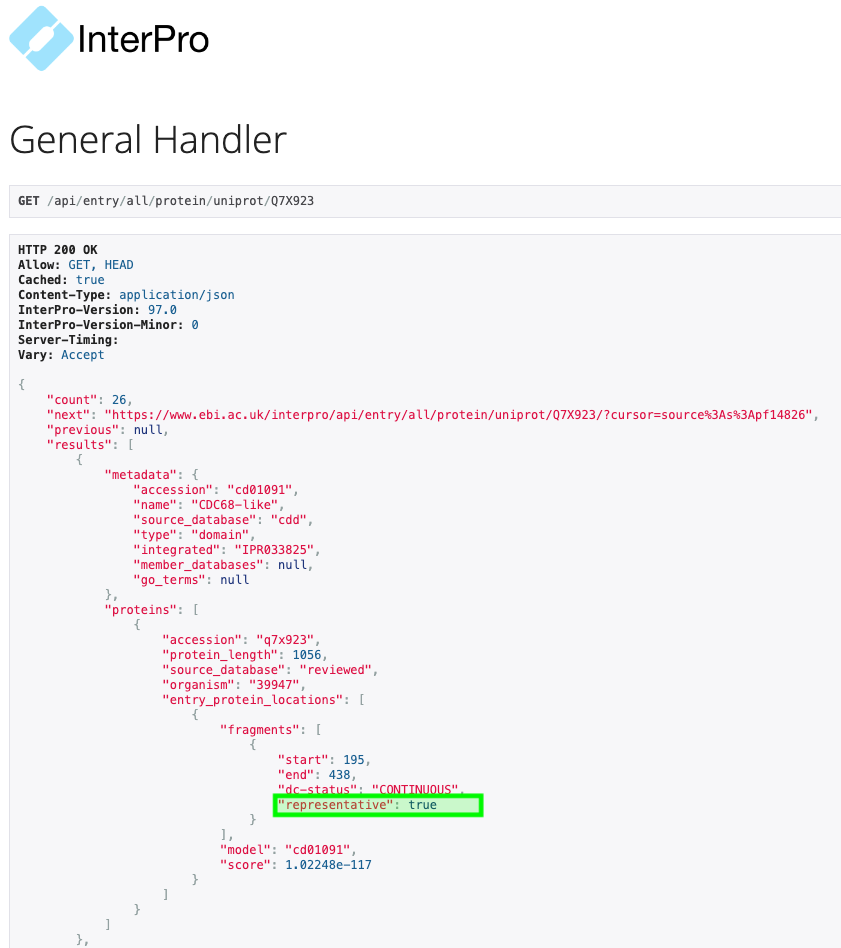 InterPro
General Handler
GET /api/entry/all/protein/uniprot/Q7X923
HTTP 200 OK
Allow: GET, HEAD
Cached: true
Content-Type: application/json
InterPro-Version: 97.0
InterPro-Version-Minor: 0
Server-Timing:
Vary: Accept
{
    "count": 26,
    "next": "https://www.ebi.ac.uk/interpro/api/entry/all/protein/uniprot/Q7X923/?cursor=source%3As%3Apf14826",
    "previous": null,
    "results": [
        {
            "metadata": {
                "accession": "cd01091",
                "name": "CDC68-like",
                "source_database": "cdd",
                "type": "domain",
                "integrated": "IPR033825",
                "member_databases": null,
                "go_terms": null
            },
            "proteins": [
                {
                    "accession": "q7x923",
                    "protein_length": 1056,
                    "source_database": "reviewed",
                    "organism": "39947",
                    "entry_protein_locations": [
                        {
                            "fragments": [
                                {
                                    "start": 195,
                                    "end": 438,
                                    "dc-status": "CONTINUOUS",
                                    "representative": true
                                }
                            ],
                            "model": "cd01091",
                            "score": 1.02248e-117
                        }
                    ]
                }
            ]
        },